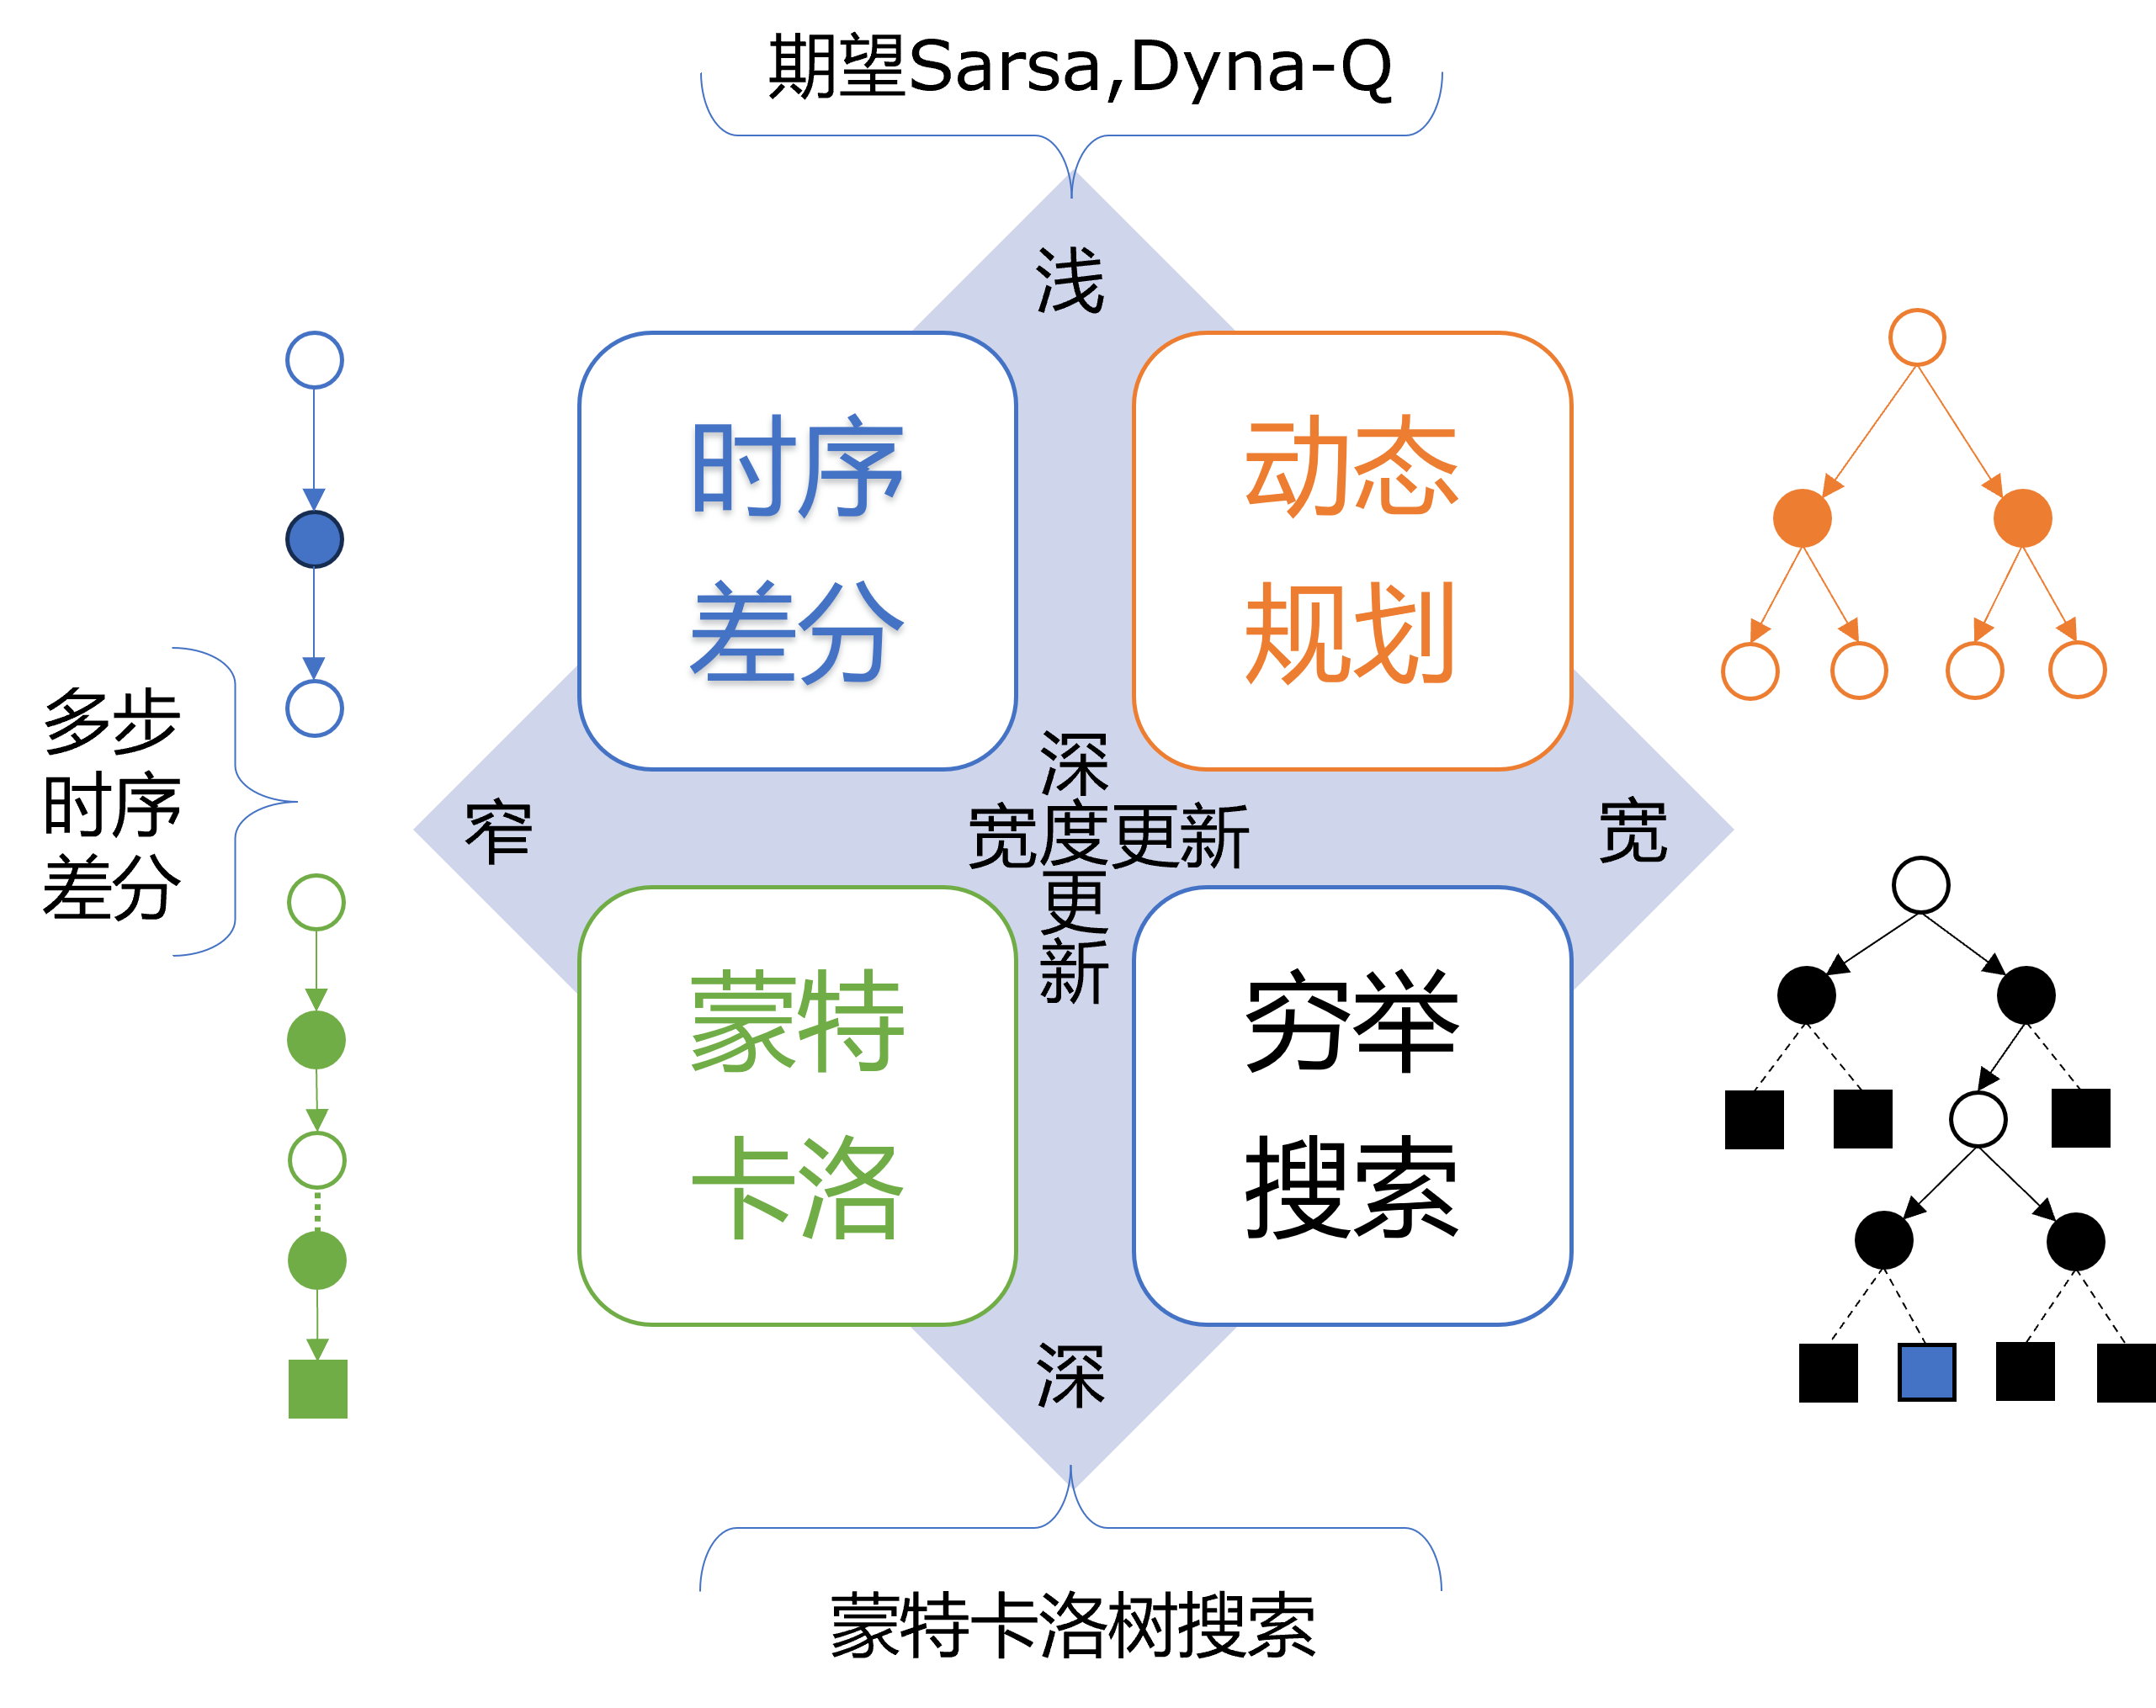 期望Sarsa,Dyna-Q
浅
时序
差分
动态
规划
多步
时序
差分
窄
深
宽度更新
更
新
宽
蒙特
卡洛
穷举
搜索
深
蒙特卡洛树搜索